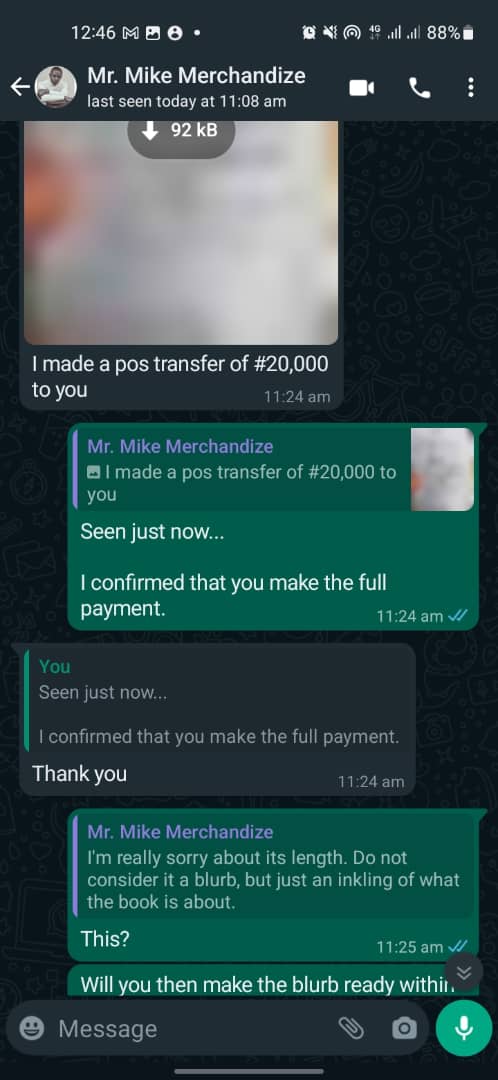 12:46 4G 88%
Mr. Mike Merchandize
last seen today at 11:08 am
92 kB
I made a pos transfer of #20,000
to you
11:24 am
Mr. Mike Merchandize
I made a pos transfer of #20,000 to
you
Seen just now...
I confirmed that you make the full
payment.
11:24 am
You
Seen just now...
I confirmed that you make the full payment.
Thank you
11:24 am
Mr. Mike Merchandize
I'm really sorry about its length. Do not
consider it a blurb, but just an inkling of what
the book is about.
This?
11:25 am
Will you then make the blurb ready within
Message